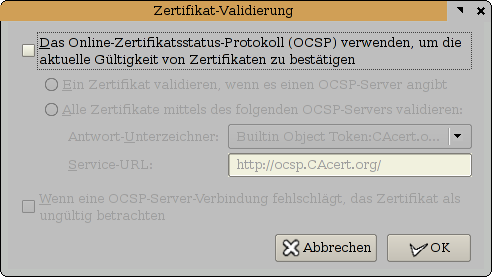 Zertifikat-Validierung
Das Online-Zertifikatsstatus-Protokoll (OCSP) verwenden, um die
aktuelle Gültigkeit von Zertifikaten zu bestätigen
Ein Zertifikat validieren, wenn es einen OCSP-Server angibt
Alle Zertifikate mittels des folgenden OCSP-Servers validieren:
Antwort-Unterzeichner: Builtin Object Token:CAcert.o...
Service-URL: http://ocsp.CAcert.org/
Wenn eine OCSP-Server-Verbindung fehlschlägt, das Zertifikat als
ungültig betrachten
Abbrechen OK